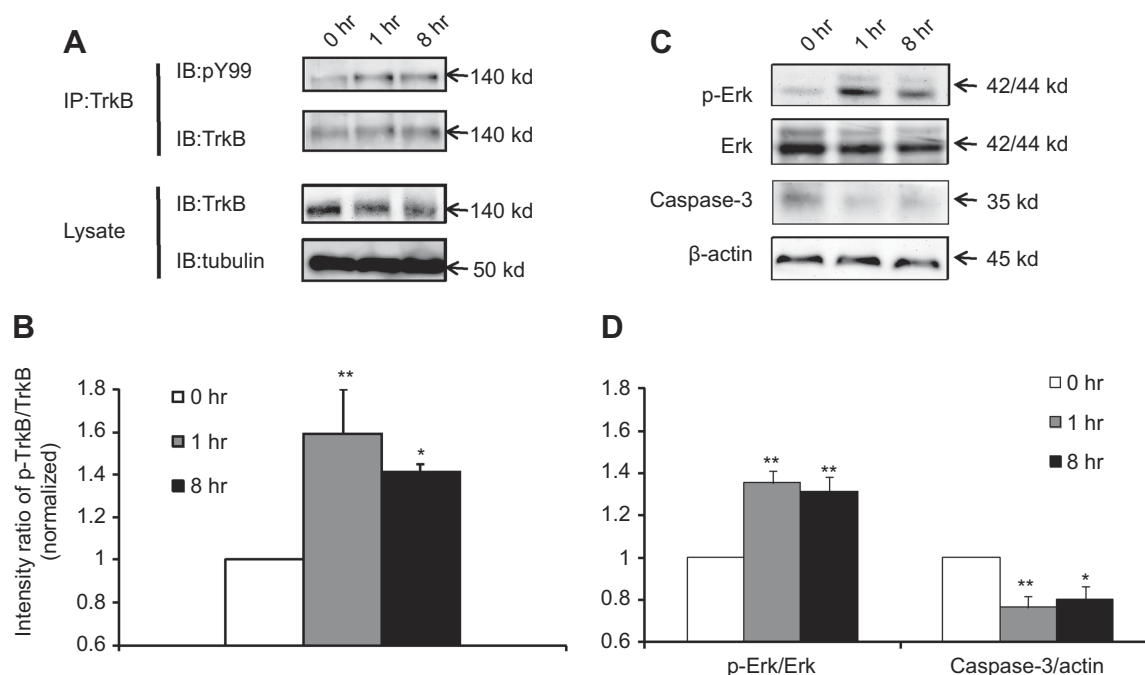 A
0 hr 1 hr 8 hr
IP:TrkB
IB:pY99
140 kd
IB:TrkB
140 kd
Lysate
IB:TrkB
140 kd
IB:tubulin
50 kd
C
0 hr 1 hr 8 hr
p-Erk
42/44 kd
Erk
42/44 kd
Caspase-3
35 kd
β-actin
45 kd
B
Intensity ratio of p-TrkB/TrkB
(normalized)
1.8
1.6
1.4
1.2
1
0.8
0.6
0 hr
1 hr
8 hr
**
*
D
1.8
1.6
1.4
1.2
1
0.8
0.6
0 hr
1 hr
8 hr
** **
** *
p-Erk/Erk Caspase-3/actin